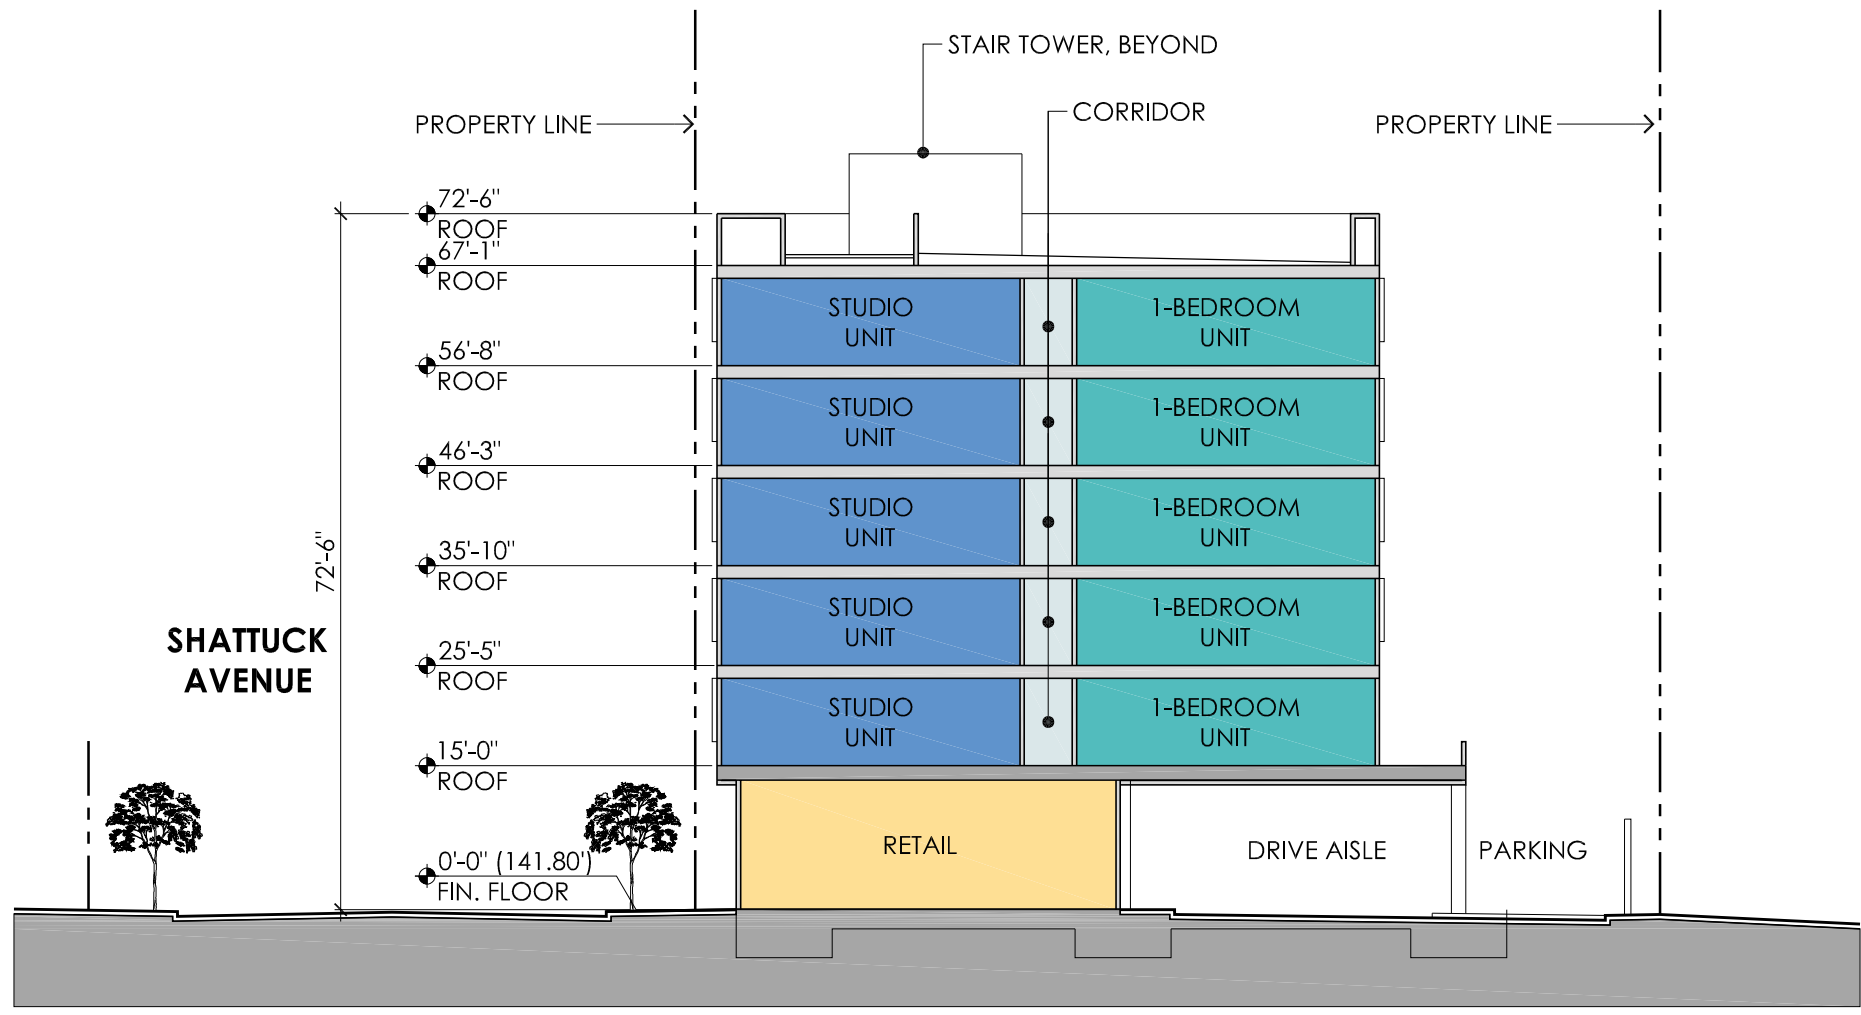 STAIR TOWER, BEYOND
CORRIDOR
PROPERTY LINE
PROPERTY LINE
72'-6"
ROOF
67'-1"
ROOF
STUDIO
UNIT
1-BEDROOM
UNIT
56'-8"
ROOF
STUDIO
UNIT
1-BEDROOM
UNIT
46'-3"
ROOF
STUDIO
UNIT
1-BEDROOM
UNIT
72'-6"
35'-10"
ROOF
STUDIO
UNIT
1-BEDROOM
UNIT
SHATTUCK
AVENUE
25'-5"
ROOF
STUDIO
UNIT
1-BEDROOM
UNIT
15'-0"
ROOF
RETAIL
DRIVE AISLE
PARKING
0'-0" (141.80')
FIN. FLOOR